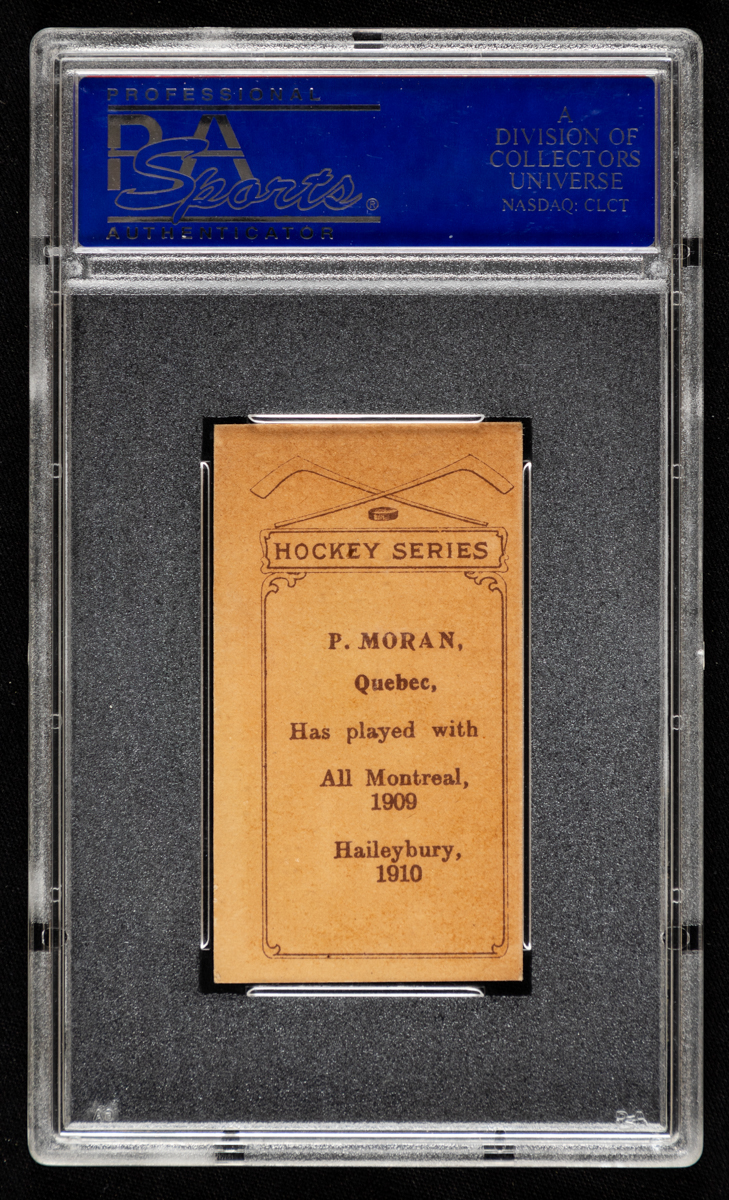 PROFESSIONAL
PSA
Sports®
AUTHENTICATOR
A
DIVISION OF
COLLECTORS
UNIVERSE
NASDAQ: CLCT
HOCKEY SERIES
P. MORAN,
Quebec,
Has played with
All Montreal,
1909
Haileybury,
1910
PSA